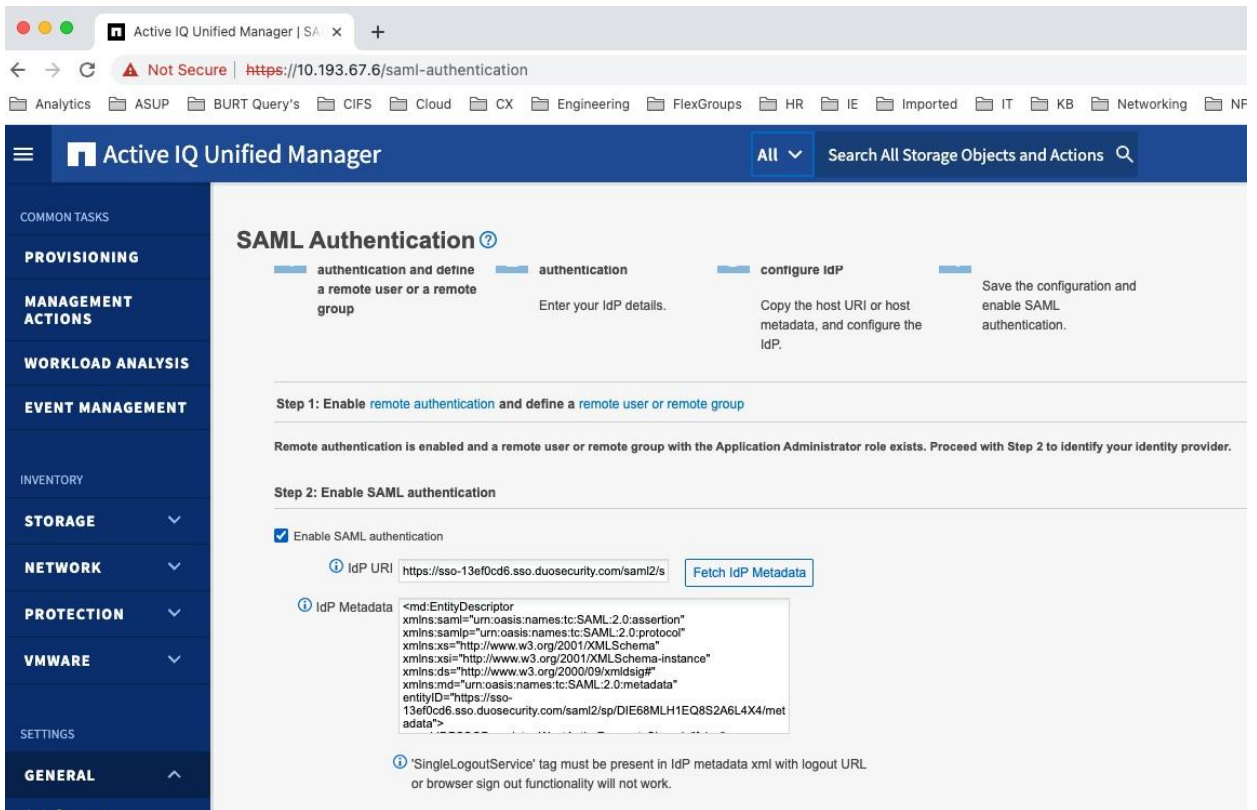 Active IQ Unified Manager | SA
Not Secure | https://10.193.67.6/saml-authentication
Analytics ASUP BURT Query's CIFS Cloud CX Engineering FlexGroups HR IE Imported IT KB Networking NF
Active IQ Unified Manager
All
Search All Storage Objects and Actions
COMMON TASKS
PROVISIONING
MANAGEMENT
ACTIONS
WORKLOAD ANALYSIS
EVENT MANAGEMENT
INVENTORY
STORAGE
NETWORK
PROTECTION
VMWARE
SETTINGS
GENERAL
SAML Authentication
authentication and define
a remote user or a remote
group
authentication
Enter your IdP details.
configure IdP
Copy the host URI or host
metadata, and configure the
IdP.
Save the configuration and
enable SAML
authentication.
Step 1: Enable remote authentication and define a remote user or remote group
Remote authentication is enabled and a remote user or remote group with the Application Administrator role exists. Proceed with Step 2 to identify your identity provider.
Step 2: Enable SAML authentication
Enable SAML authentication
IdP URI https://sso-13ef0cd6.sso.duosecurity.com/saml2/s Fetch IdP Metadata
IdP Metadata <md:EntityDescriptor
xmlns:saml="urn:oasis:names:tc:SAML:2.0:assertion"
xmlns:samlp="urn:oasis:names:tc:SAML:2.0:protocol"
xmlns:xs="http://www.w3.org/2001/XMLSchema"
xmlns:xsi="http://www.w3.org/2001/XMLSchema-instance"
xmlns:ds="http://www.w3.org/2000/09/xmldsig#"
xmlns:md="urn:oasis:names:tc:SAML:2.0:metadata"
entityID="https://sso-
13ef0cd6.sso.duosecurity.com/saml2/sp/DIE68MLH1EQ8S2A6L4X4/met
adata">
'SingleLogoutService' tag must be present in IdP metadata xml with logout URL
or browser sign out functionality will not work.